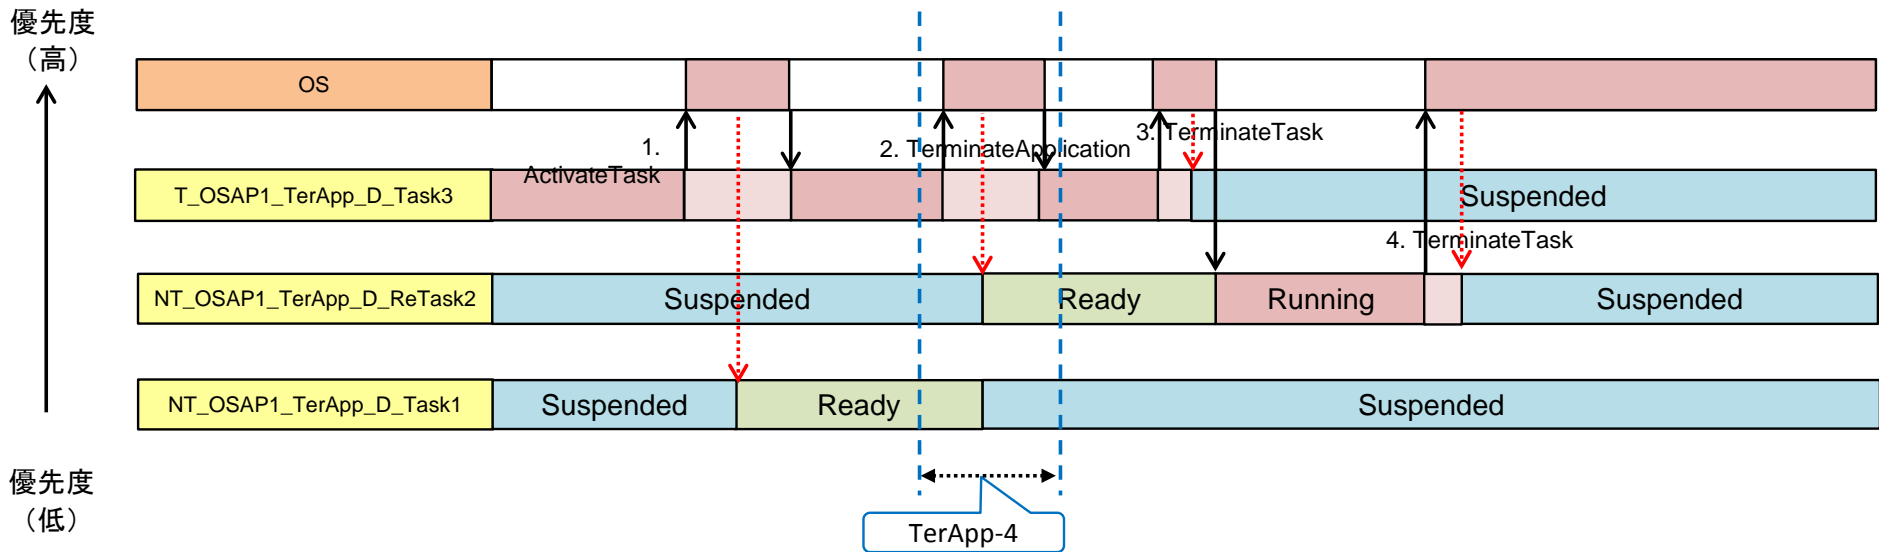 優先度
（高）
OS
1.
ActivateTask
2. TerminateApplication
3. TerminateTask
T_OSAP1_TerApp_D_Task3
Suspended
4. TerminateTask
NT_OSAP1_TerApp_D_ReTask2
Suspended
Ready
Running
Suspended
NT_OSAP1_TerApp_D_Task1
Suspended
Ready
Suspended
優先度
（低）
TerApp-4